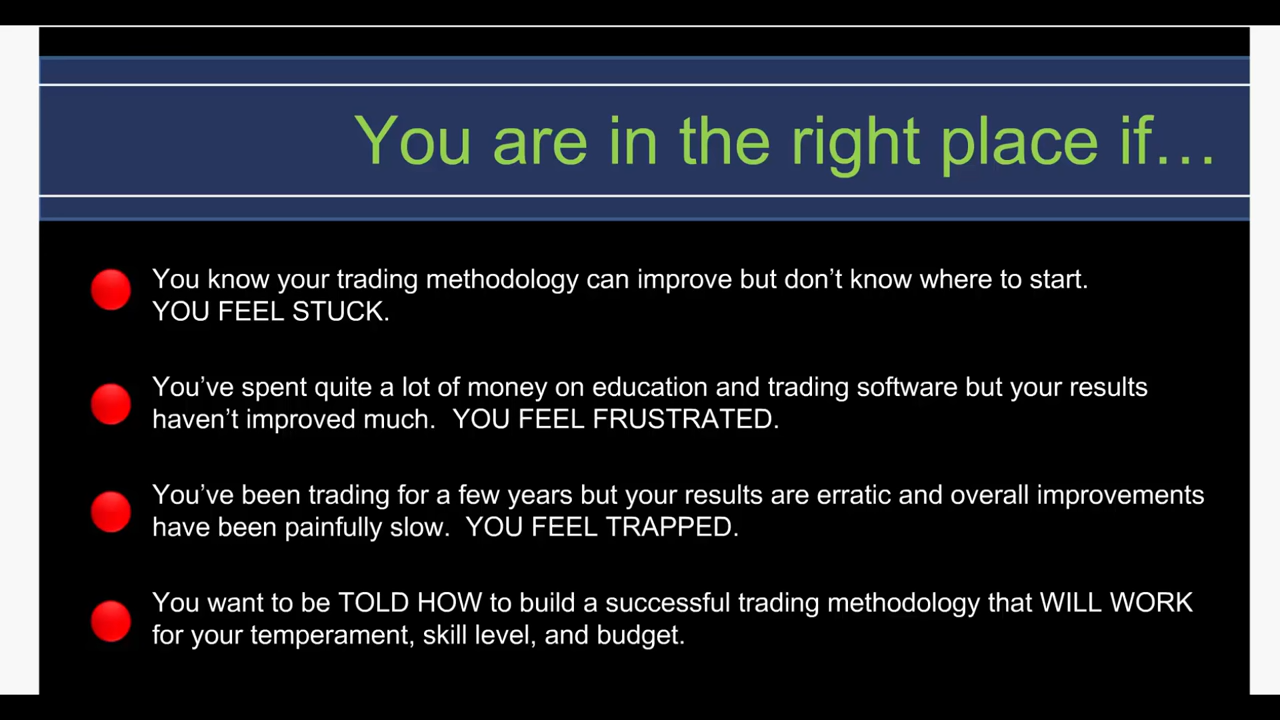 You are in the right place if…
You know your trading methodology can improve but don’t know where to start.
YOU FEEL STUCK.
You’ve spent quite a lot of money on education and trading software but your results
haven’t improved much.  YOU FEEL FRUSTRATED.
You’ve been trading for a few years but your results are erratic and overall improvements
have been painfully slow.  YOU FEEL TRAPPED.
You want to be TOLD HOW to build a successful trading methodology that WILL WORK
for your temperament, skill level, and budget.